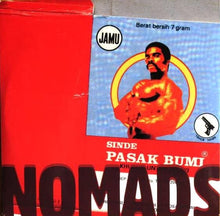 Berat bersih 7 gram
JAMU
SINDE
PASAK BUMI®
NOMADS